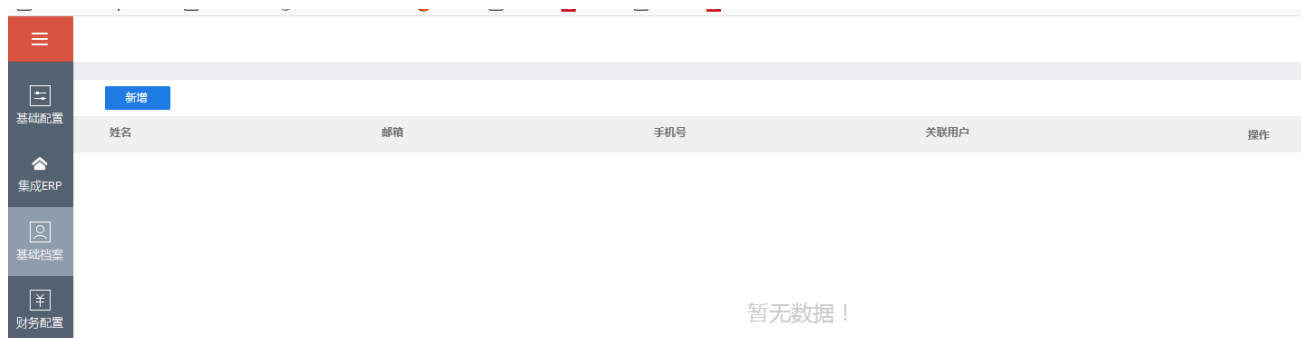 新增
基础配置
姓名 邮箱 手机号 关联用户 操作
集成ERP
基础档案
暂无数据！
财务配置